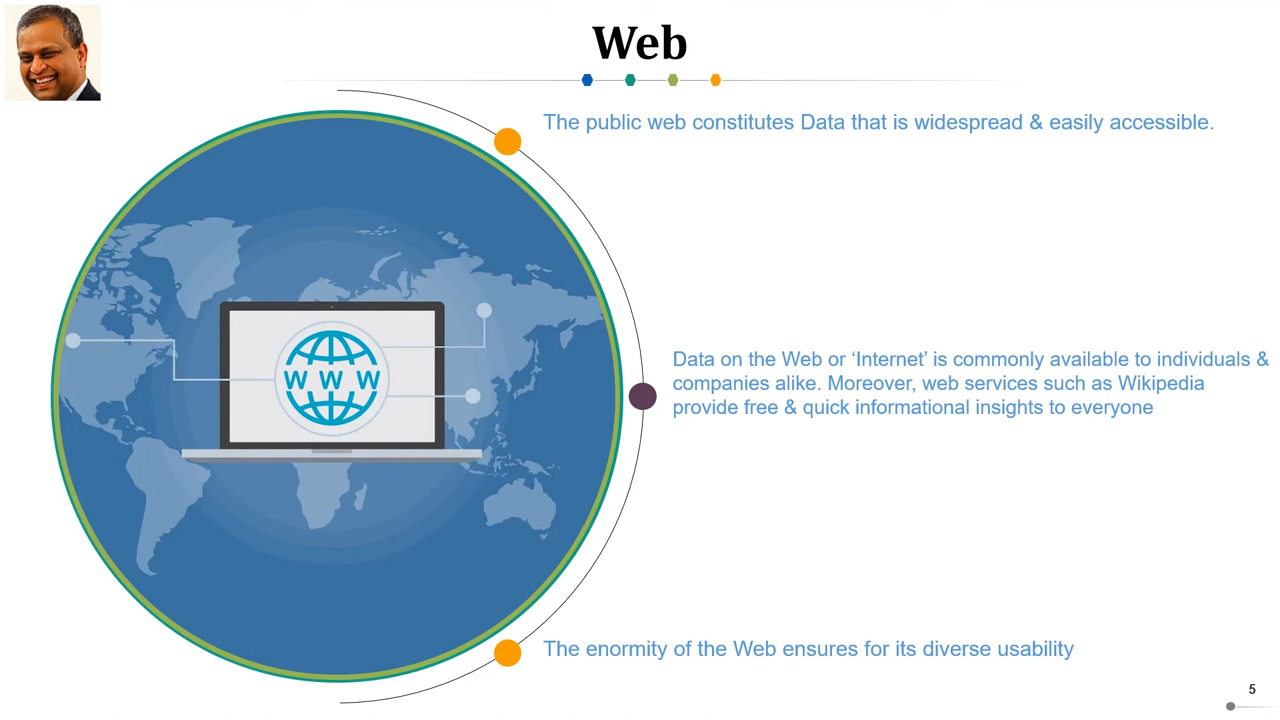 Web
The public web constitutes Data that is widespread & easily accessible.
W W W
Data on the Web or ‘Internet’ is commonly available to individuals &
companies alike. Moreover, web services such as Wikipedia
provide free & quick informational insights to everyone
The enormity of the Web ensures for its diverse usability
5